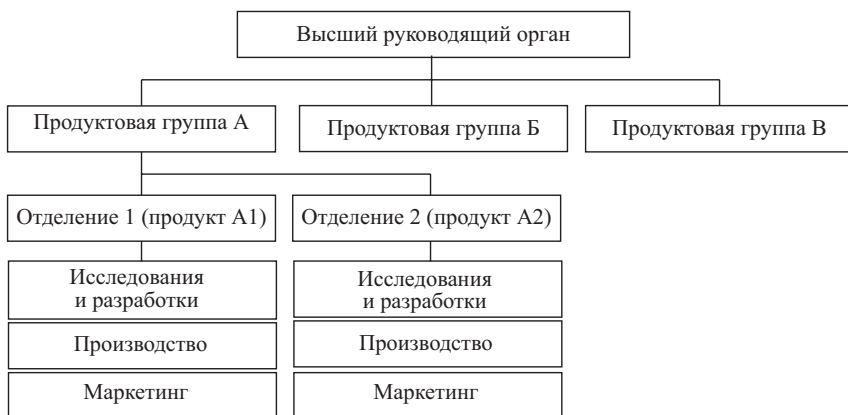 Высший руководящий орган
Продуктовая группа А
Продуктовая группа Б
Продуктовая группа В
Отделение 1 (продукт А1)
Отделение 2 (продукт А2)
Исследования
и разработки
Исследования
и разработки
Производство
Производство
Маркетинг
Маркетинг